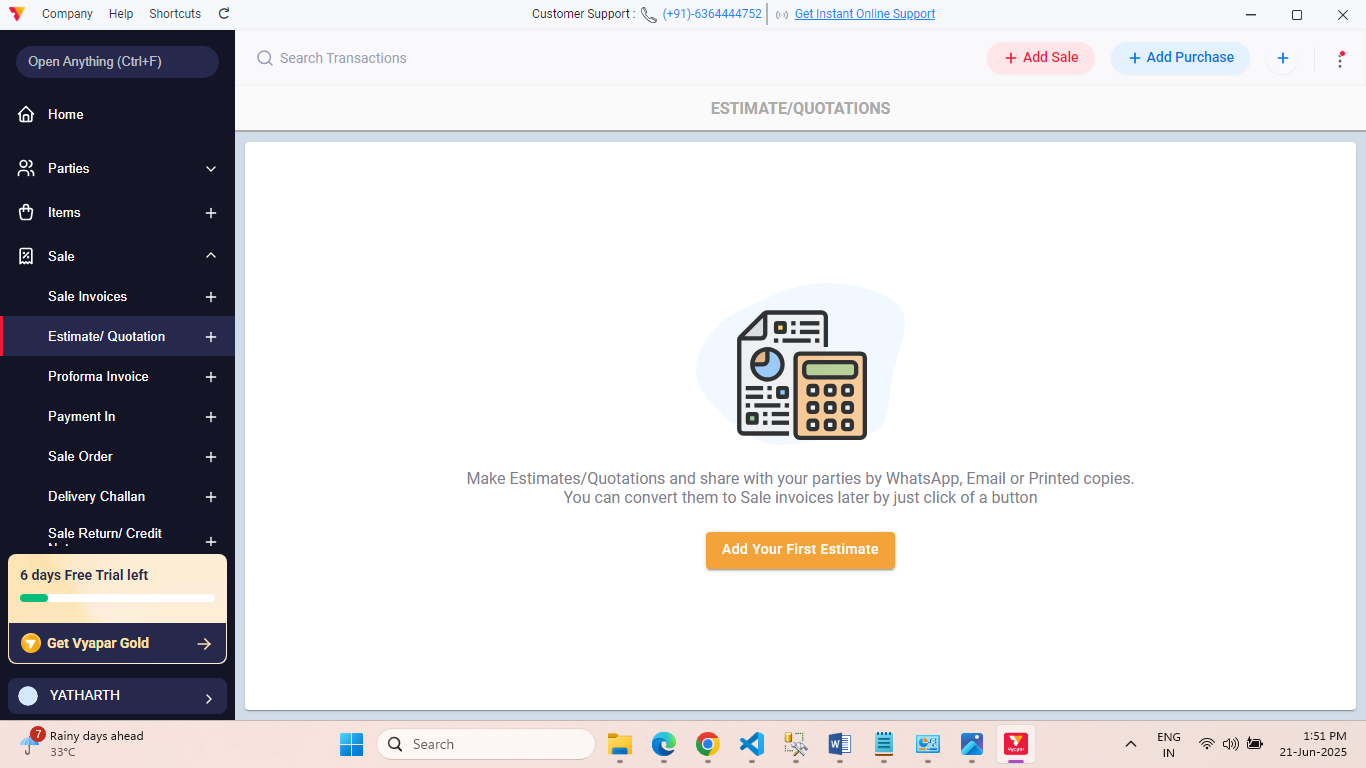 Company Help Shortcuts
Customer Support : (+91)-6364444752 Get Instant Online Support
Open Anything (Ctrl+F)
Home
Parties
Items
Sale
Sale Invoices
Estimate/ Quotation
Proforma Invoice
Payment In
Sale Order
Delivery Challan
Sale Return/ Credit
6 days Free Trial left
Get Vyapar Gold
YATHARTH
Search Transactions
Add Sale
Add Purchase
ESTIMATE/QUOTATIONS
Make Estimates/Quotations and share with your parties by WhatsApp, Email or Printed copies.
You can convert them to Sale invoices later by just click of a button
Add Your First Estimate
7
Rainy days ahead
33°C
Search
Vyapar
ENG
IN
1:51 PM
21-Jun-2025